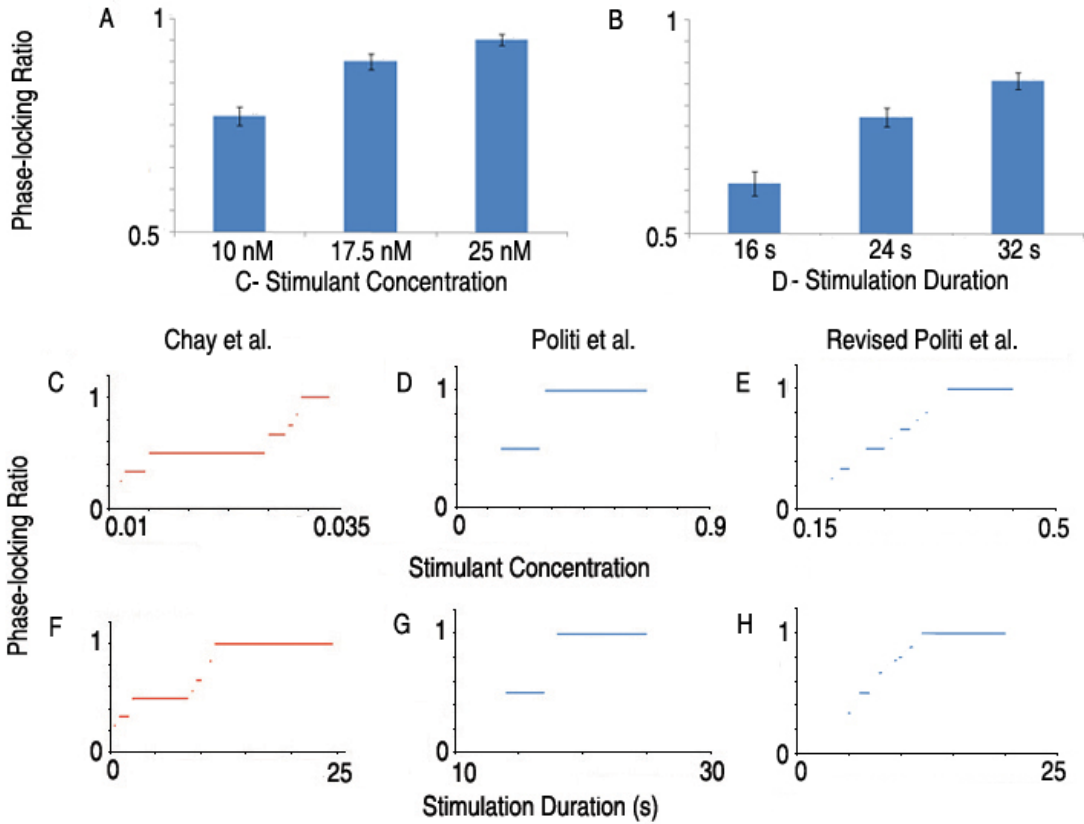 A
B
Phase-locking Ratio
1
0.5
10 nM 17.5 nM 25 nM
C- Stimulant Concentration
1
0.5
16 s 24 s 32 s
D - Stimulation Duration
Chay et al.
Politi et al.
Revised Politi et al.
Phase-locking Ratio
C
1
0
0.01 0.035
D
1
0
0 0.9
E
1
0
0.15 0.5
Stimulant Concentration
F
1
0
0 25
G
1
0
10 30
H
1
0
0 25
Stimulation Duration (s)